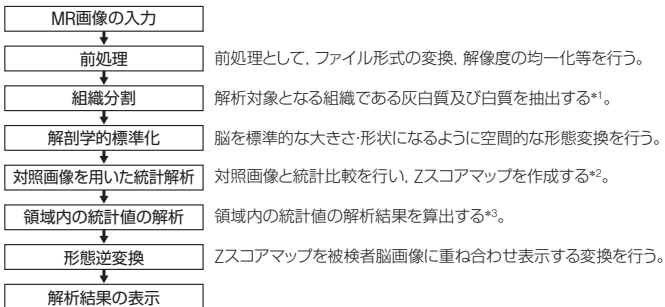 MR画像の入力
前処理 前処理として, ファイル形式の変換, 解像度の均一化等を行う。
組織分割 解析対象となる組織である灰白質及び白質を抽出する*1。
解剖学的標準化 脳を標準的な大きさ・形状になるように空間的な形態変換を行う。
対照画像を用いた統計解析 対照画像と統計比較を行い, Zスコアマップを作成する*2。
領域内の統計値の解析 領域内の統計値の解析結果を算出する*3。
形態逆変換 Zスコアマップを被検者脳画像に重ね合わせ表示する変換を行う。
解析結果の表示